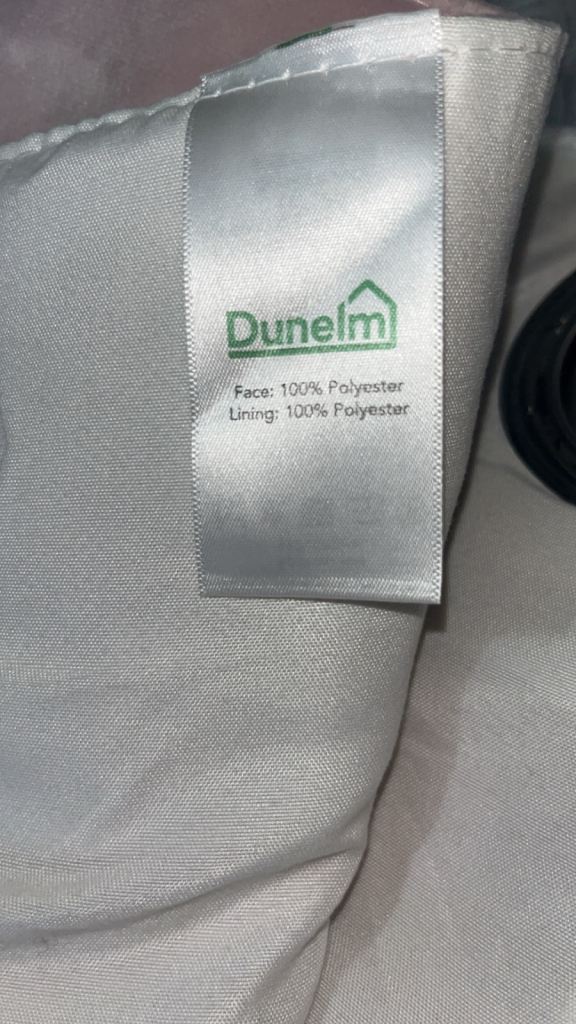 Dunelm
Face: 100% Polyester
Lining: 100% Polyester